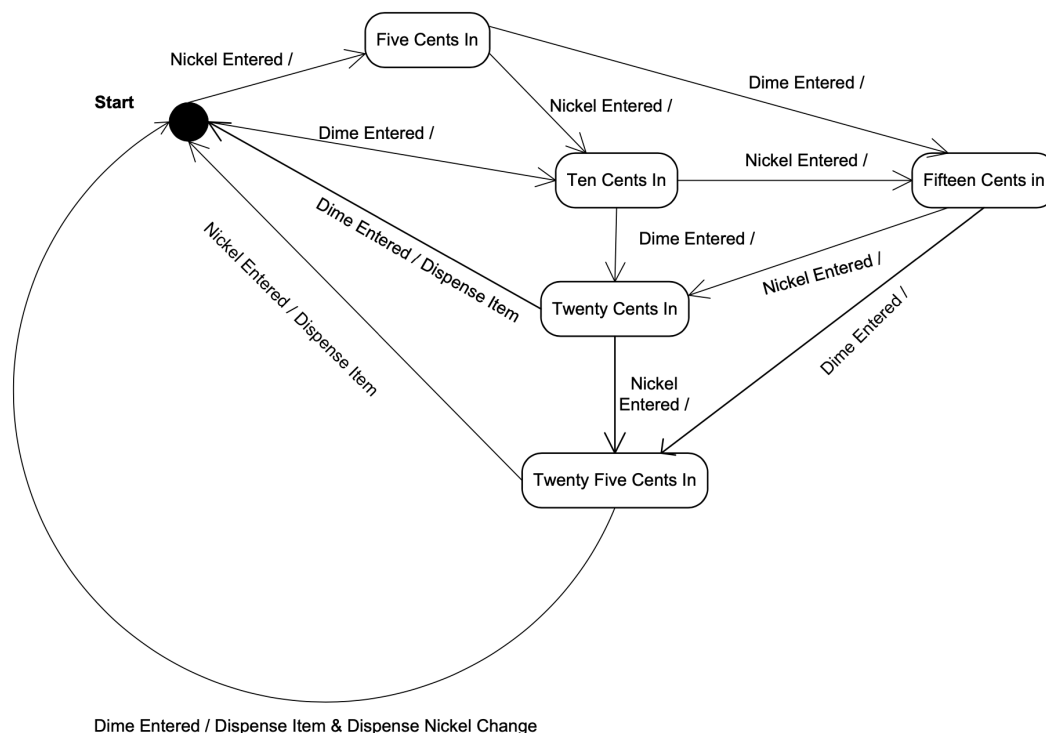 Five Cents In
Nickel Entered /
Dime Entered /
Start
Nickel Entered /
Dime Entered /
Nickel Entered /
Ten Cents In
Fifteen Cents in
Dime Entered / Dispense Item
Dime Entered /
Nickel Entered /
Nickel Entered / Dispense Item
Twenty Cents In
Dime Entered /
Nickel
Entered /
Twenty Five Cents In
Dime Entered / Dispense Item & Dispense Nickel Change